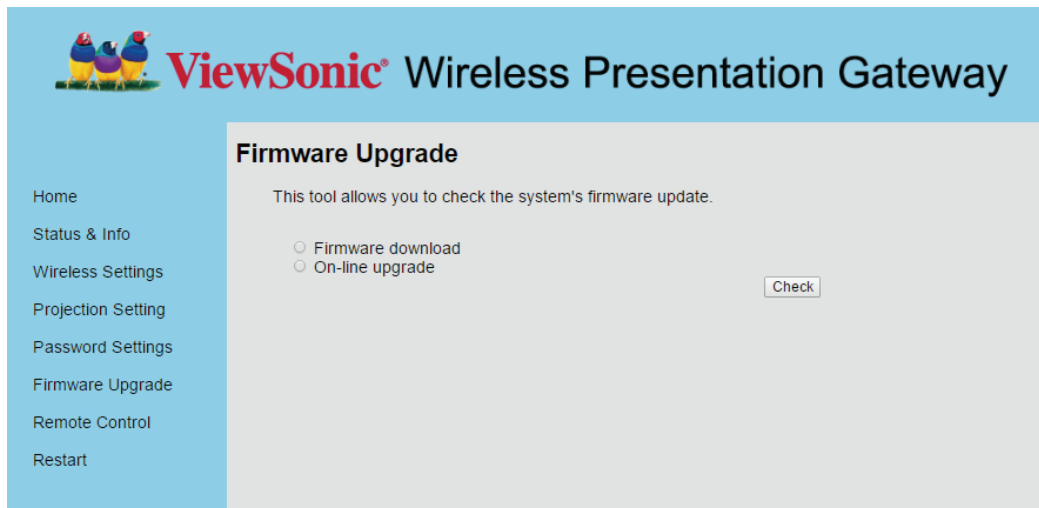 ViewSonic® Wireless Presentation Gateway
Firmware Upgrade
Home
Status & Info
Wireless Settings
Projection Setting
Password Settings
Firmware Upgrade
Remote Control
Restart
This tool allows you to check the system's firmware update.
Firmware download
On-line upgrade
Check